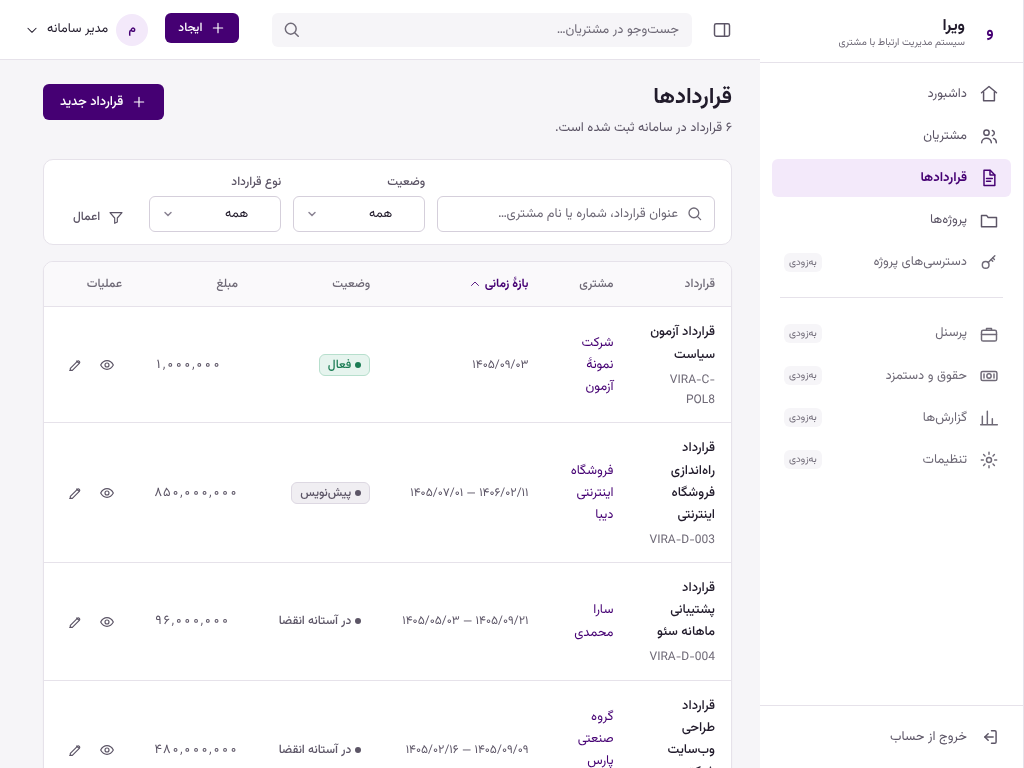 و
ویرا
سیستم مدیریت ارتباط با مشتری
جست‌وجو در مشتریان...
ایجاد
م
مدیر سامانه
داشبورد
مشتریان
قراردادها
پروژه‌ها
دسترسی‌های پروژه
به‌زودی
پرسنل
به‌زودی
حقوق و دستمزد
به‌زودی
گزارش‌ها
به‌زودی
تنظیمات
به‌زودی
خروج از حساب
قراردادها
۶ قرارداد در سامانه ثبت شده است.
قرارداد جدید
وضعیت
نوع قرارداد
عنوان قرارداد، شماره یا نام مشتری...
همه
همه
اعمال
قرارداد
مشتری
بازهٔ زمانی
وضعیت
مبلغ
عملیات
قرارداد آزمون
سیاست
VIRA-C-
POL8
شرکت
نمونهٔ
آزمون
۱۴۰۵/۰۹/۰۳
فعال
۱,۰۰۰,۰۰۰
قرارداد
راه‌اندازی
فروشگاه
اینترنتی
VIRA-D-003
فروشگاه
اینترنتی
دیبا
۱۴۰۵/۰۷/۰۱ — ۱۴۰۶/۰۲/۱۱
پیش‌نویس
۸۵۰,۰۰۰,۰۰۰
قرارداد
پشتیبانی
ماهانه سئو
VIRA-D-004
سارا
محمدی
۱۴۰۵/۰۵/۰۳ — ۱۴۰۵/۰۹/۲۱
در آستانه انقضا
۹۶,۰۰۰,۰۰۰
قرارداد
طراحی
وب‌سایت
گروه
صنعتی
پارس
۱۴۰۵/۰۲/۱۶ — ۱۴۰۵/۰۹/۰۹
در آستانه انقضا
۴۸۰,۰۰۰,۰۰۰